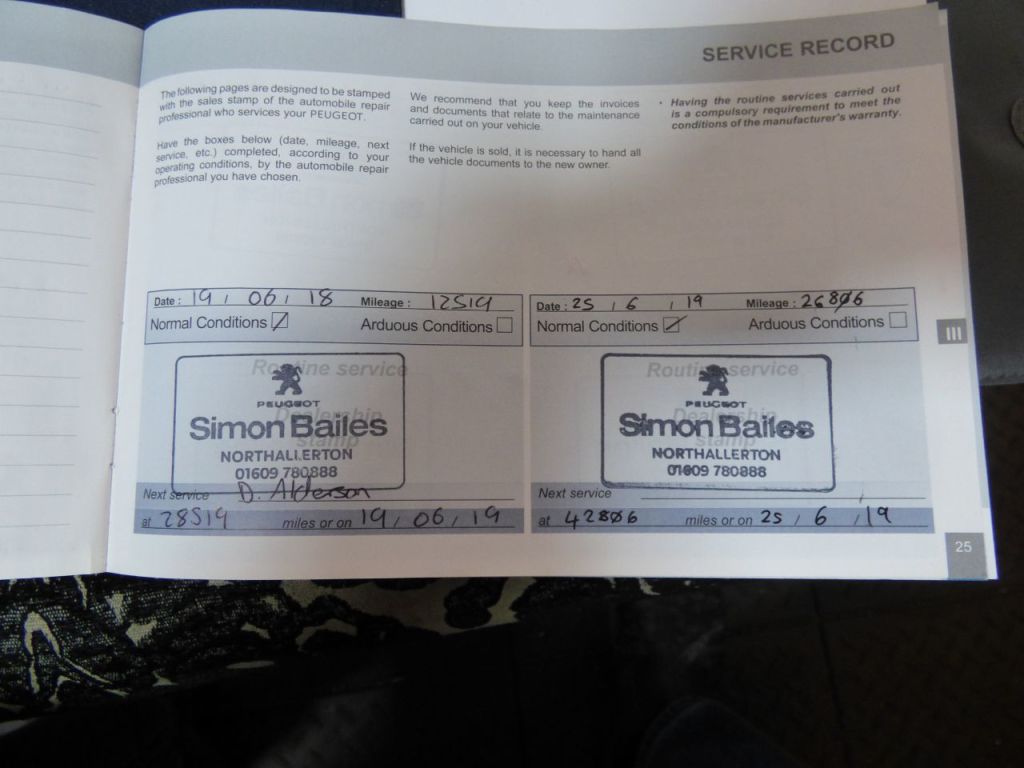 SERVICE RECORD
The following pages are designed to be stamped
with the sales stamp of the automobile repair
professional who services your PEUGEOT.
Have the boxes below (date, mileage, next
service, etc.) completed, according to your
operating conditions, by the automobile repair
professional you have chosen.
We recommend that you keep the invoices
and documents that relate to the maintenance
carried out on your vehicle.
If the vehicle is sold, it is necessary to hand all
the vehicle documents to the new owner.
• Having the routine services carried out
is a compulsory requirement to meet the
conditions of the manufacturer's warranty.
Date : 19 / 06 / 18 Mileage : 12519
Normal Conditions Arduous Conditions
Routine service
PEUGEOT
Dealership
Simon Bailes
stamp
NORTHALLERTON
01609 780888
Next service D. Alderson
at 28519 miles or on 19 / 06 / 19
Date : 25 / 6 / 19 Mileage : 26806
Normal Conditions Arduous Conditions
Routine service
PEUGEOT
Dealership
Simon Bailes
stamp
NORTHALLERTON
01609 780888
Next service
at 42806 miles or on 25 / 6 / 19
III
25